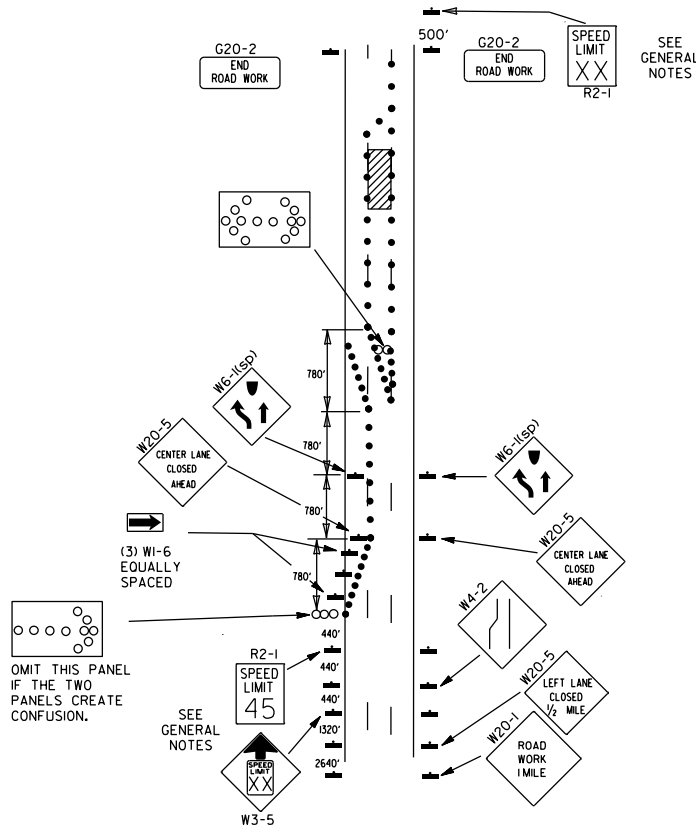 500'
G20-2
END
ROAD WORK
G20-2
END
ROAD WORK
SPEED
LIMIT
XX
R2-1
SEE
GENERAL
NOTES
780'
W6-1(sp)
780'
W20-5
CENTER LANE
CLOSED
AHEAD
780'
W6-1(sp)
(3) W1-6
EQUALLY
SPACED
780'
W20-5
CENTER LANE
CLOSED
AHEAD
OMIT THIS PANEL
IF THE TWO
PANELS CREATE
CONFUSION.
440'
R2-1
440'
SPEED
LIMIT
45
440'
W4-2
SEE
GENERAL
NOTES
1320'
W20-5
LEFT LANE
CLOSED
1/2 MILE
SPEED
LIMIT
XX
2640'
W20-1
ROAD
WORK
1 MILE
W3-5